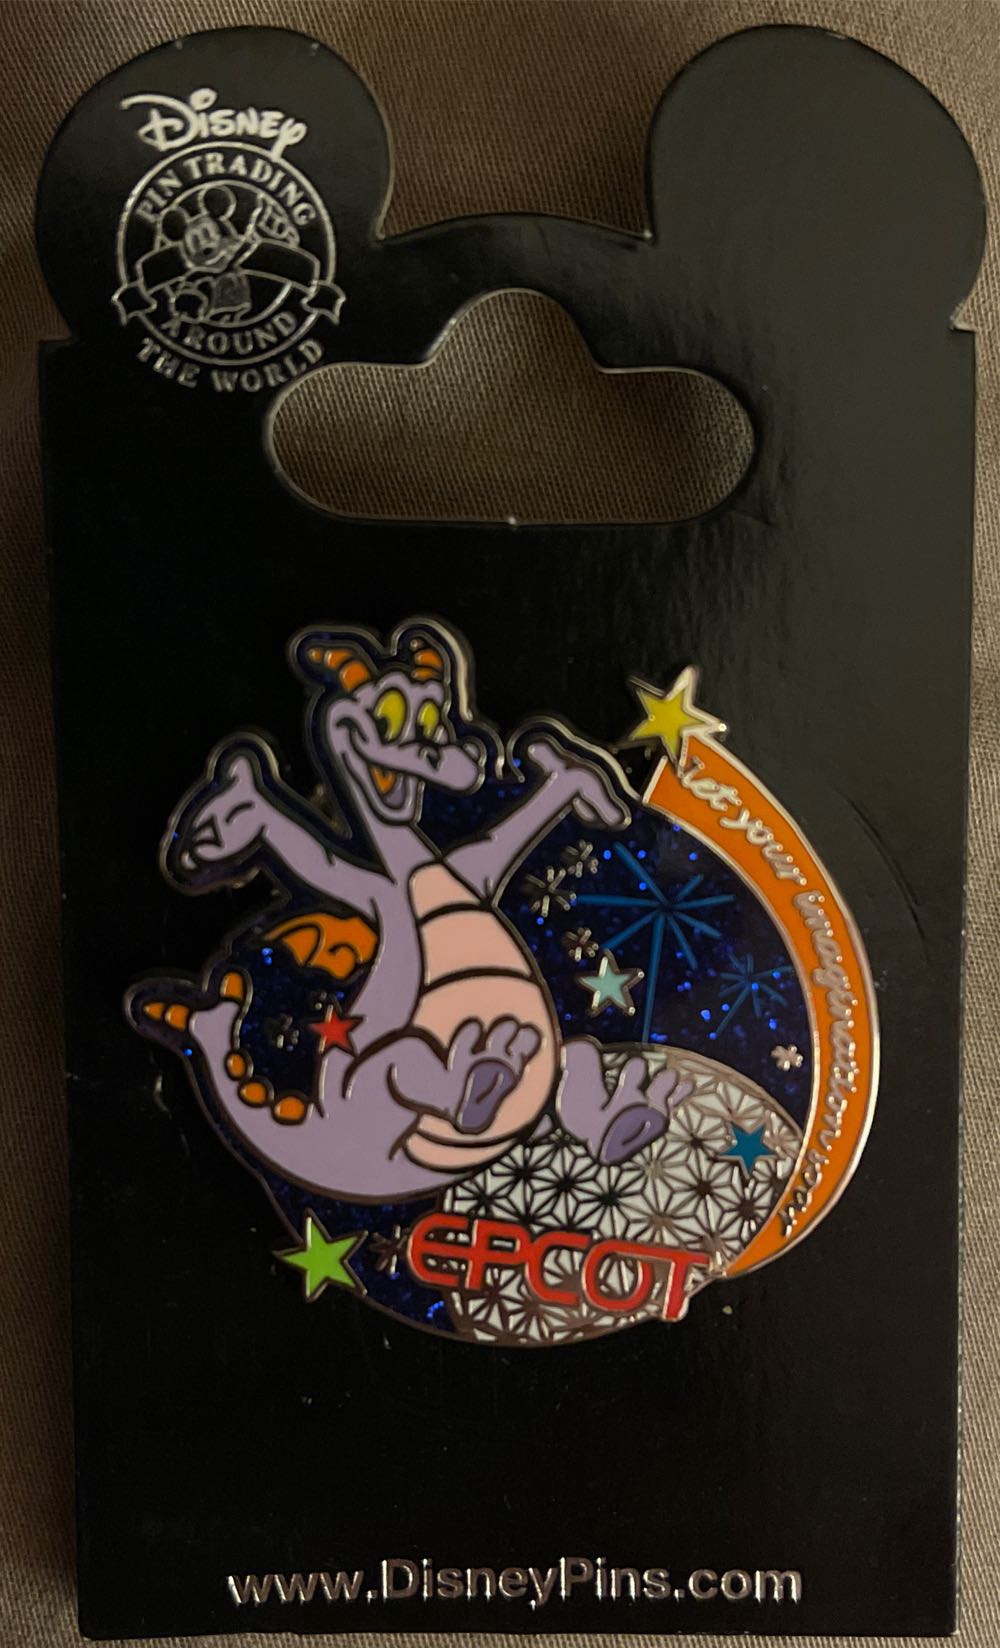 Disney
PIN TRADING
AROUND
THE WORLD
let your imagination soar
EPCOT
www.DisneyPins.com